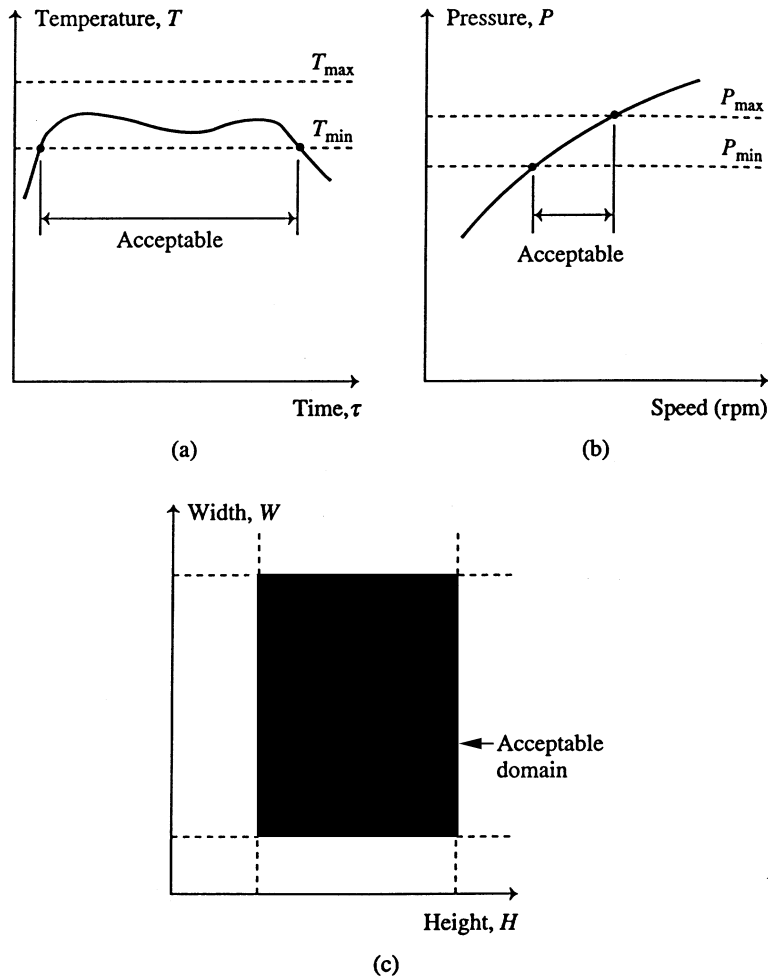 Temperature, T
T_max
T_min
Acceptable
Time, τ
(a)
Pressure, P
P_max
P_min
Acceptable
Speed (rpm)
(b)
Width, W
Acceptable
domain
Height, H
(c)